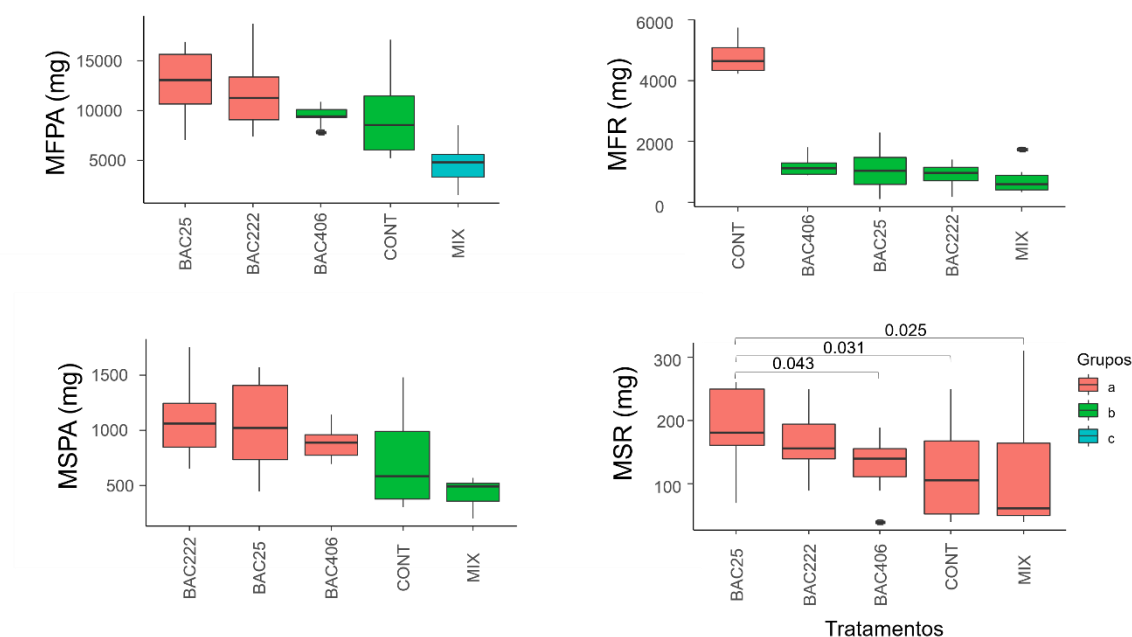 MFPA (mg)
15000
10000
5000
BAC25
BAC222
BAC406
CONT
MIX
MFR (mg)
6000
4000
2000
0
CONT
BAC406
BAC25
BAC222
MIX
MSPA (mg)
1500
1000
500
BAC222
BAC25
BAC406
CONT
MIX
MSR (mg)
300
200
100
0.025
0.031
0.043
BAC25
BAC222
BAC406
CONT
MIX
Tratamentos
Grupos
a
b
c